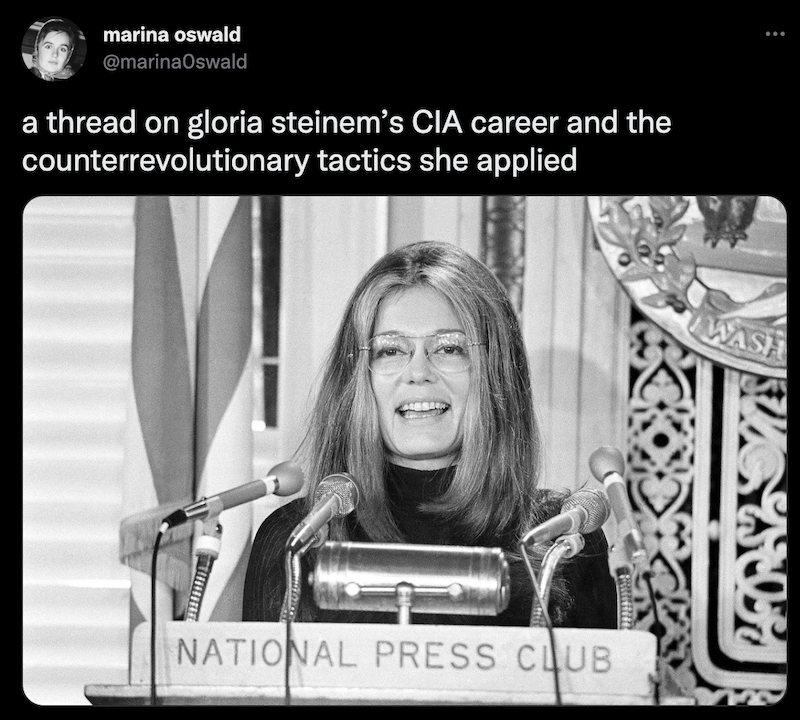 marina oswald
@marina0swald
a thread on gloria steinem’s CIA career and the
counterrevolutionary tactics she applied
WASH
NATIONAL PRESS CLUB